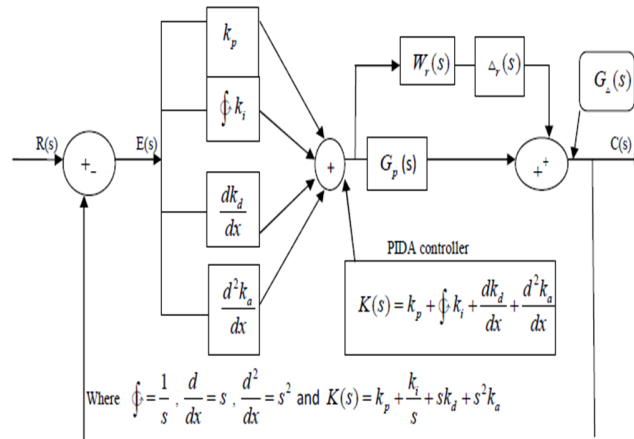 k_p
W_r(s)
Δ_r(s)
G_Δ(s)
∮ k_i
R(s)
E(s)
C(s)
+
-
+
G_p(s)
+
+
dk_d/dx
PIDA controller
d²k_a/dx
K(s) = k_p + ∮ k_i + dk_d/dx + d²k_a/dx
Where ∮ = 1/s , d/dx = s , d²/dx = s² and K(s) = k_p + k_i/s + sk_d + s²k_a